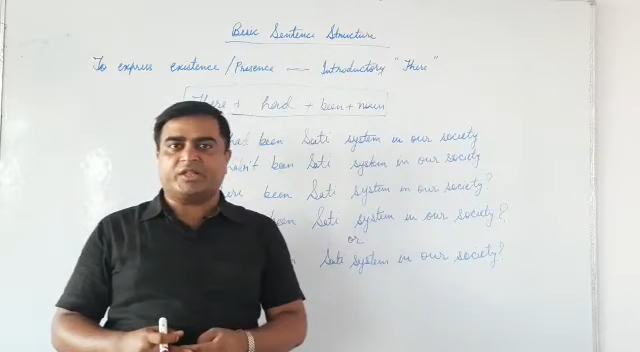 Basic Sentence Structure
To express existence/Presence — Introductory "There"
There + had + been + noun
had been Sati system in our society
hadn't been Sati system in our society
been Sati system in our society?
been Sati system in our society?
or
Sati system in our society?